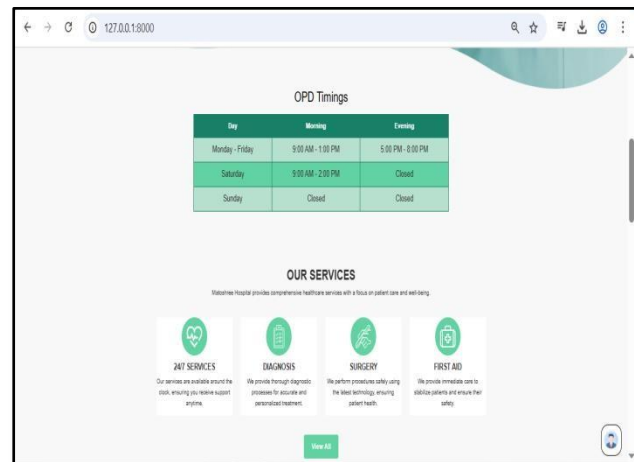 127.0.0.1:8000
OPD Timings
Day Morning Evening
Monday - Friday 9:00 AM - 1:00 PM 5:00 PM - 8:00 PM
Saturday 9:00 AM - 2:00 PM Closed
Sunday Closed Closed
OUR SERVICES
Matoshree Hospital provides comprehensive healthcare services with a focus on patient care and well-being.
24/7 SERVICES DIAGNOSIS SURGERY FIRST AID
Our services are available around the We provide thorough diagnostic We perform procedures safely using We provide immediate care to
clock, ensuring you receive support processes for accurate and the latest technology, ensuring stabilize patients and ensure their
anytime. personalized treatment. patient health. safety.
View All